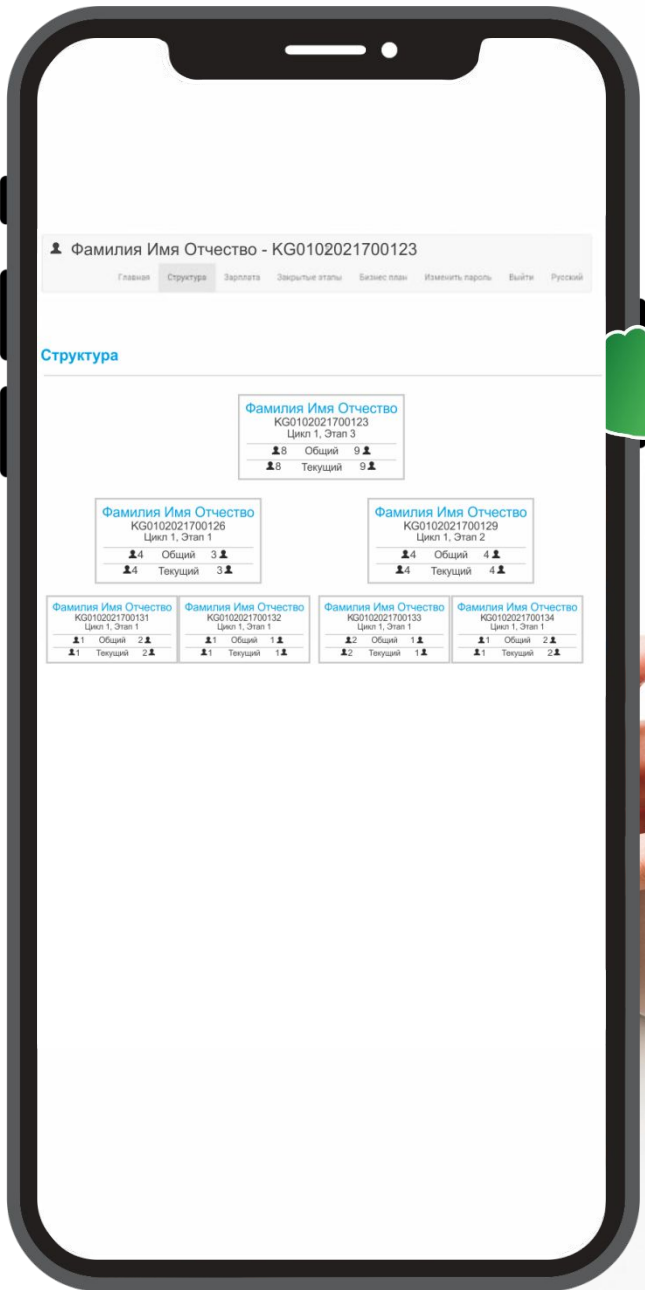 Фамилия Имя Отчество - KG0102021700123
Главная Структура Зарплата Закрытые этапы Бизнес план Изменить пароль Выйти Русский
Структура
Фамилия Имя Отчество
KG0102021700123
Цикл 1, Этап 3
8 Общий 9
8 Текущий 9
Фамилия Имя Отчество
KG0102021700126
Цикл 1, Этап 1
4 Общий 3
4 Текущий 3
Фамилия Имя Отчество
KG0102021700129
Цикл 1, Этап 2
4 Общий 4
4 Текущий 4
Фамилия Имя Отчество
KG0102021700131
Цикл 1, Этап 1
1 Общий 2
1 Текущий 2
Фамилия Имя Отчество
KG0102021700132
Цикл 1, Этап 1
1 Общий 1
1 Текущий 1
Фамилия Имя Отчество
KG0102021700133
Цикл 1, Этап 1
2 Общий 1
2 Текущий 1
Фамилия Имя Отчество
KG0102021700134
Цикл 1, Этап 1
1 Общий 2
1 Текущий 2